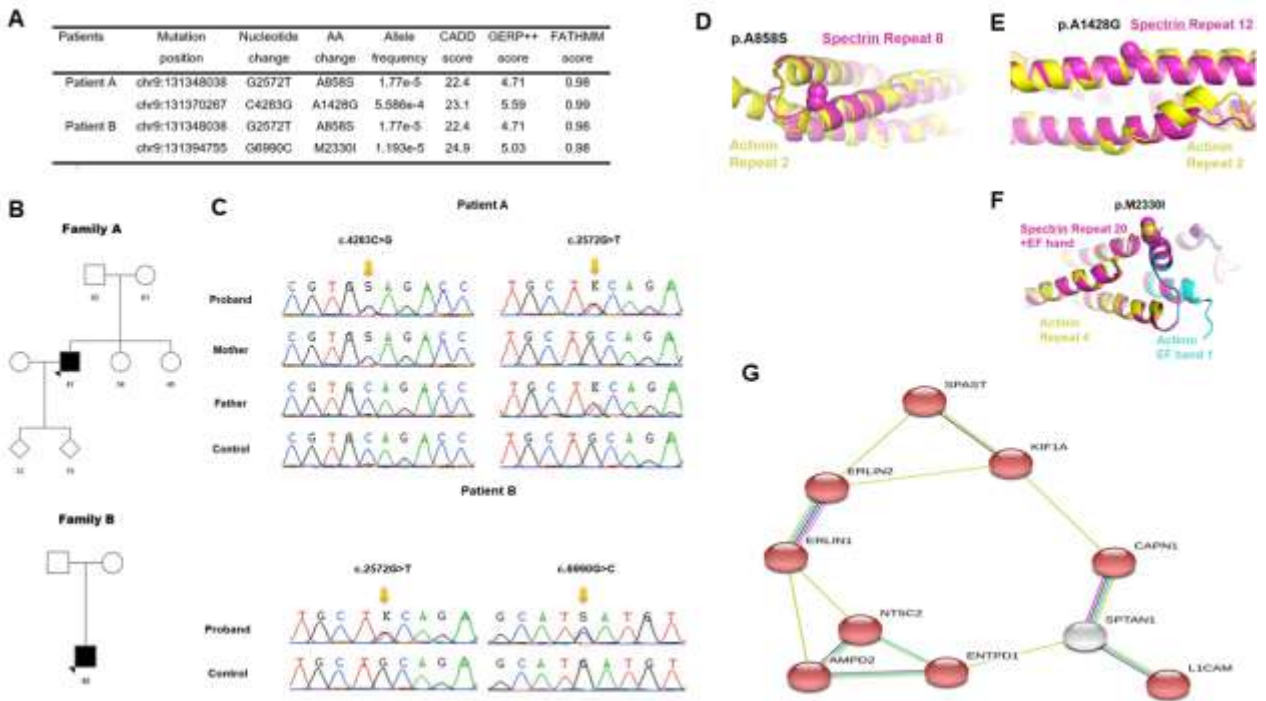 A
Patients Mutation position Nucleotide change AA change Allele frequency CADD score GERP++ score FATHMM score
Patient A chr9:131348038 G2572T A858S 1.77e-5 22.4 4.71 0.98
chr9:131370267 C4283G A1428G 5.586e-4 23.1 5.59 0.99
Patient B chr9:131348038 G2572T A858S 1.77e-5 22.4 4.71 0.98
chr9:131394755 G6990C M2330I 1.193e-5 24.9 5.03 0.98
B
Family A
Family B
C
Patient A
c.4283C>G c.2572G>T
Proband
C G T G S A G A C C
T G C T K C A G A
Mother
C G T G S A G A C C
T G C T G C A G A
Father
C G T G C A G A C C
T G C T K C A G A
Control
C G T G C A G A C C
T G C T G C A G A
Patient B
c.2572G>T c.6990G>C
Proband
T G C T K C A G A
G C A T S A T G T
Control
T G C T G C A G A
G C A T G A T G T
D
p.A858S
Spectrin Repeat 8
Actinin
Repeat 2
E
p.A1428G
Spectrin Repeat 12
Actinin
Repeat 2
F
p.M2330I
Spectrin Repeat 20
+EF hand
Actinin
Actinin
EF hand 1
G
SPAST
KIF1A
ERLIN2
ERLIN1
CAPN1
NT5C2
SPTAN1
AMPD2
ENTPD1
L1CAM